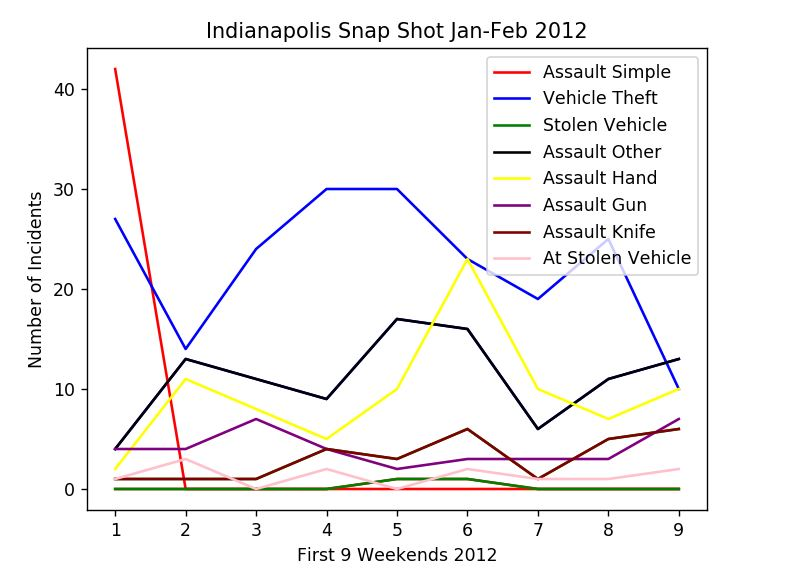 Indianapolis Snap Shot Jan-Feb 2012
Assault Simple
Vehicle Theft
Stolen Vehicle
Assault Other
Assault Hand
Assault Gun
Assault Knife
At Stolen Vehicle
Number of Incidents
40
30
20
10
0
1 2 3 4 5 6 7 8 9
First 9 Weekends 2012